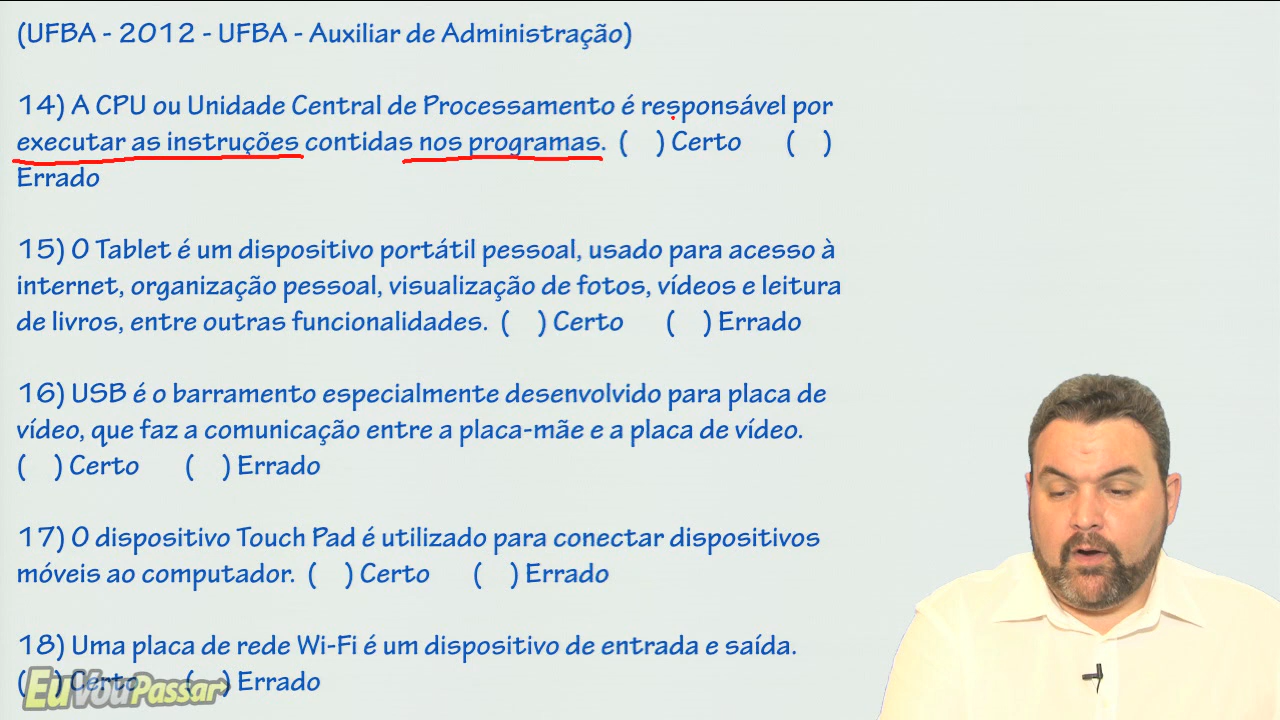 (UFBA - 2012 - UFBA - Auxiliar de Administração)
14) A CPU ou Unidade Central de Processamento é responsável por
executar as instruções contidas nos programas. (   ) Certo   (   )
Errado
15) O Tablet é um dispositivo portátil pessoal, usado para acesso à
internet, organização pessoal, visualização de fotos, vídeos e leitura
de livros, entre outras funcionalidades. (   ) Certo   (   ) Errado
16) USB é o barramento especialmente desenvolvido para placa de
vídeo, que faz a comunicação entre a placa-mãe e a placa de vídeo.
(   ) Certo   (   ) Errado
17) O dispositivo Touch Pad é utilizado para conectar dispositivos
móveis ao computador. (   ) Certo   (   ) Errado
18) Uma placa de rede Wi-Fi é um dispositivo de entrada e saída.
(   ) Certo   (   ) Errado
EuVouPassar